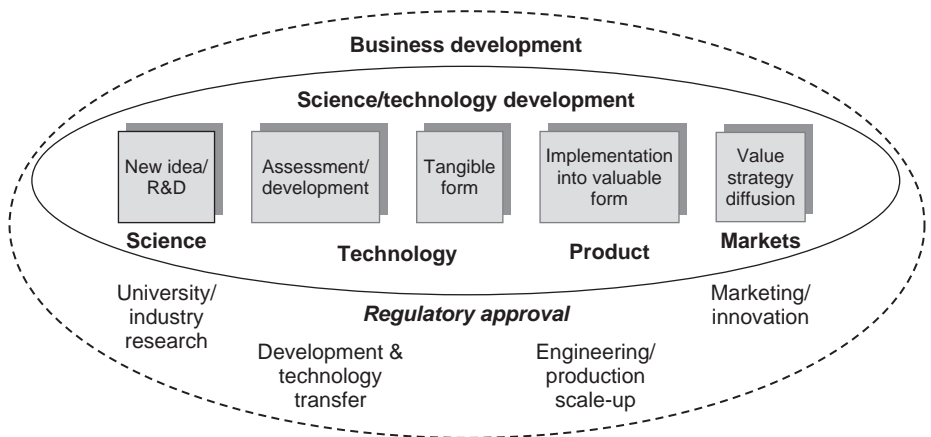 Business development
Science/technology development
New idea/
R&D
Assessment/
development
Tangible
form
Implementation
into valuable
form
Value
strategy
diffusion
Science
Technology
Product
Markets
University/
industry
research
Regulatory approval
Marketing/
innovation
Development &
technology
transfer
Engineering/
production
scale-up